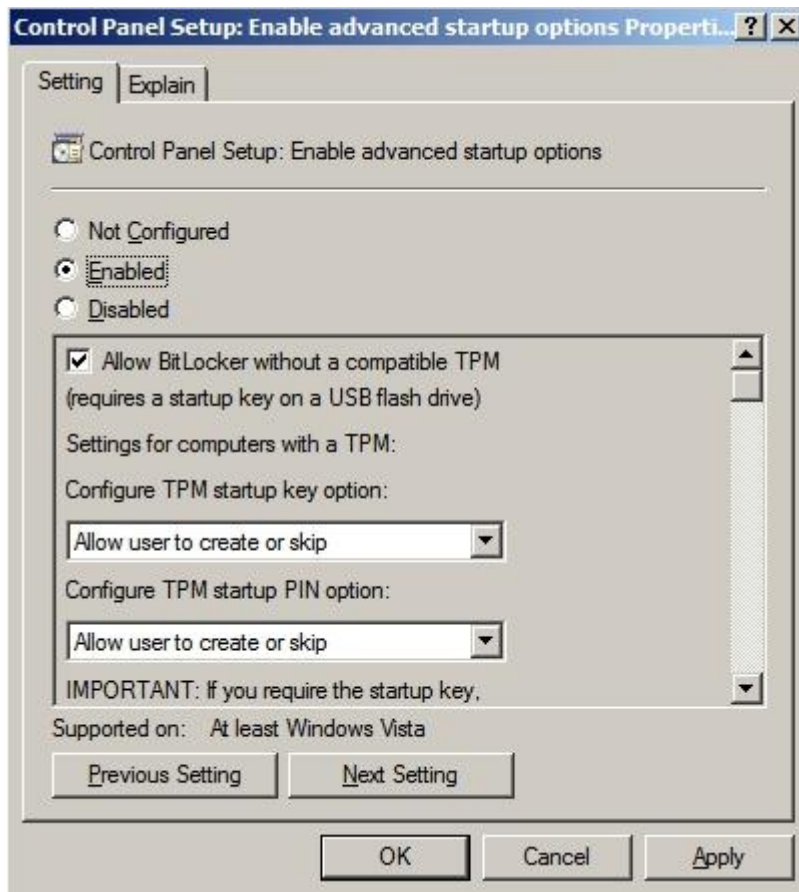 Control Panel Setup: Enable advanced startup options Properti...
Setting Explain
Control Panel Setup: Enable advanced startup options
Not Configured
Enabled
Disabled
Allow BitLocker without a compatible TPM
(requires a startup key on a USB flash drive)
Settings for computers with a TPM:
Configure TPM startup key option:
Allow user to create or skip
Configure TPM startup PIN option:
Allow user to create or skip
IMPORTANT: If you require the startup key,
Supported on: At least Windows Vista
Previous Setting Next Setting
OK Cancel Apply